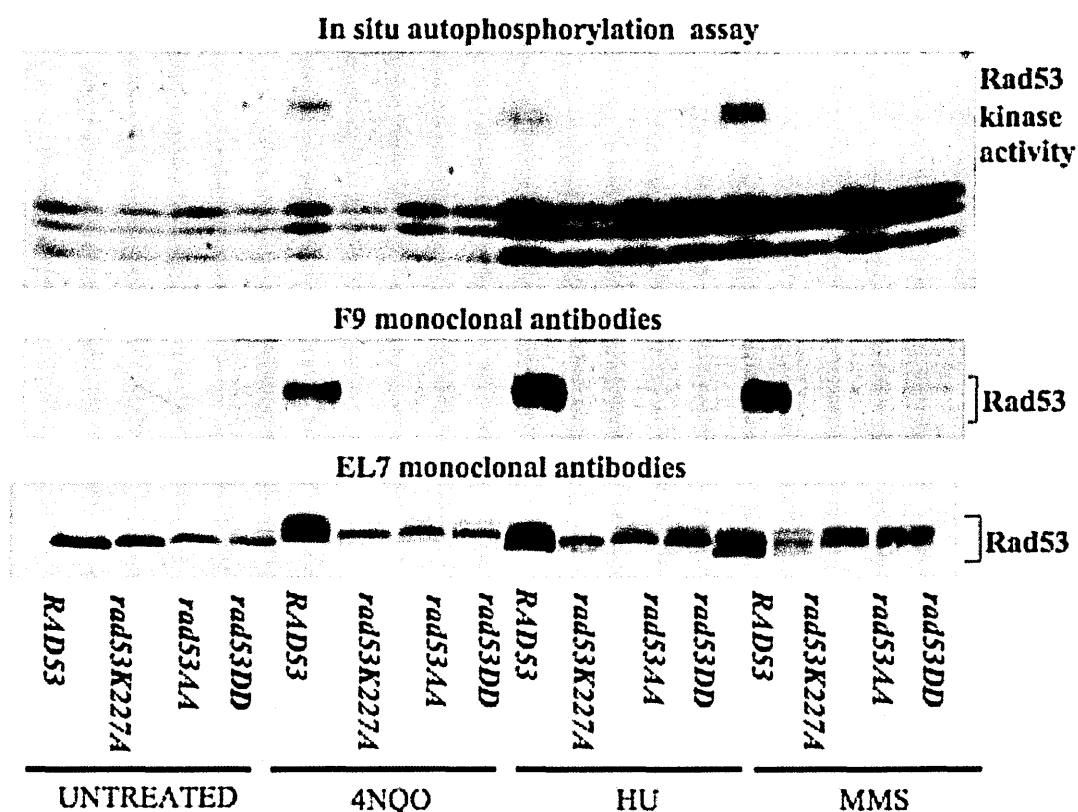 In situ autophosphorylation assay
Rad53
kinase
activity
F9 monoclonal antibodies
Rad53
EL7 monoclonal antibodies
Rad53
RAD53
rad53K227A
rad53AA
rad53DD
RAD53
rad53K227A
rad53AA
rad53DD
RAD53
rad53K227A
rad53AA
rad53DD
RAD53
rad53K227A
rad53AA
rad53DD
UNTREATED
4NQO
HU
MMS